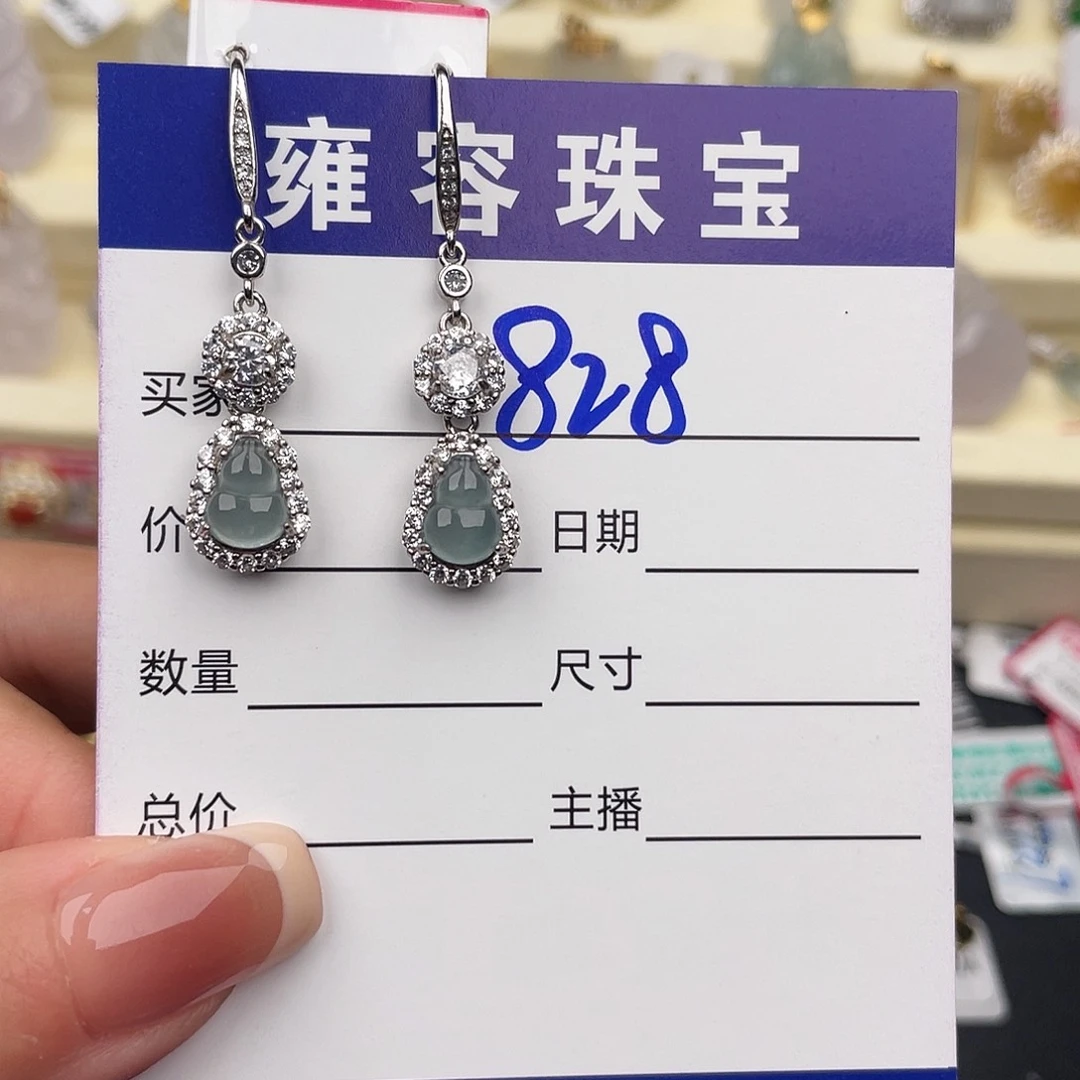 雍容珠宝
买家 828
价 日期
数量 尺寸
总价 主播